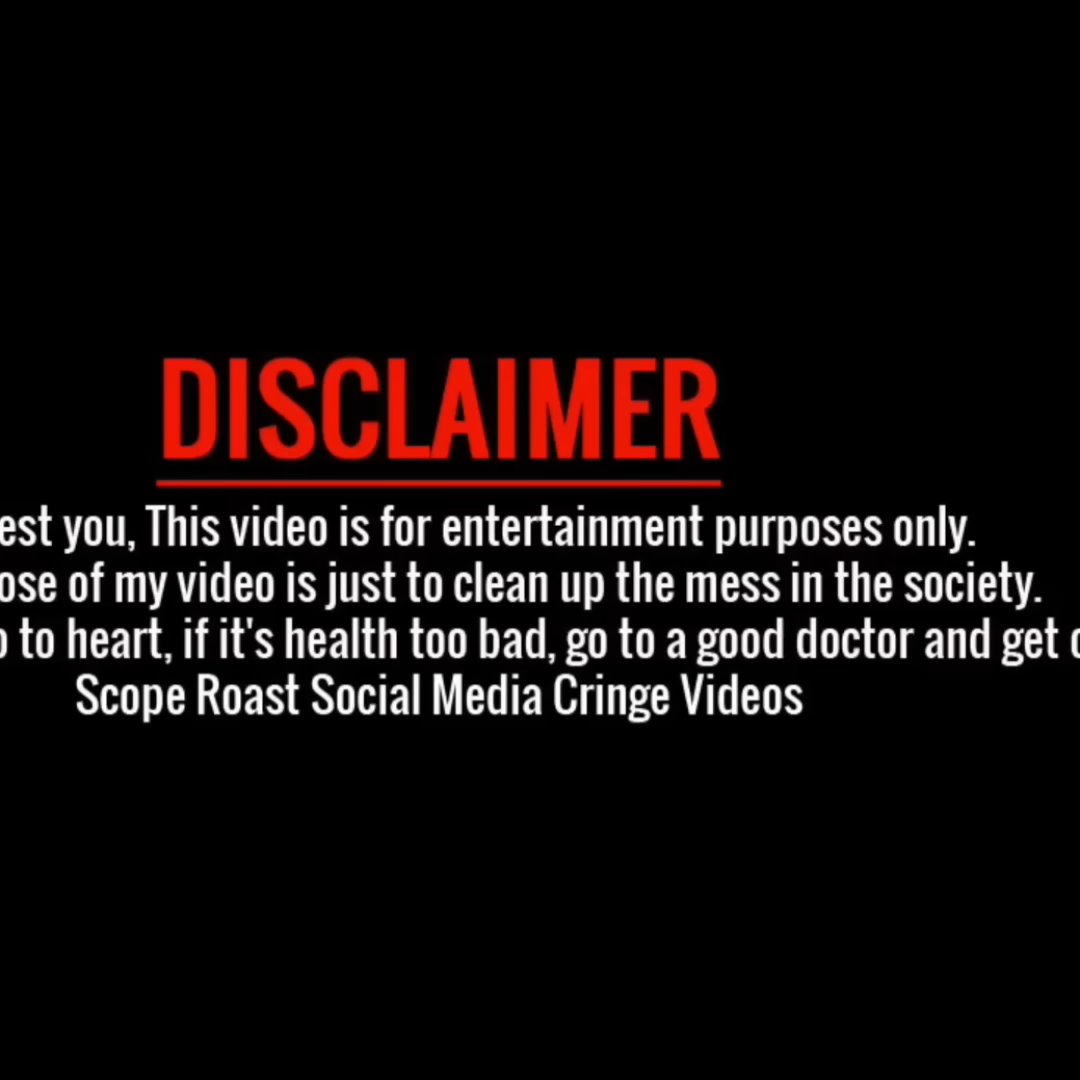 DISCLAIMER
est you, This video is for entertainment purposes only.
ose of my video is just to clean up the mess in the society.
to heart, if it's health too bad, go to a good doctor and get
Scope Roast Social Media Cringe Videos